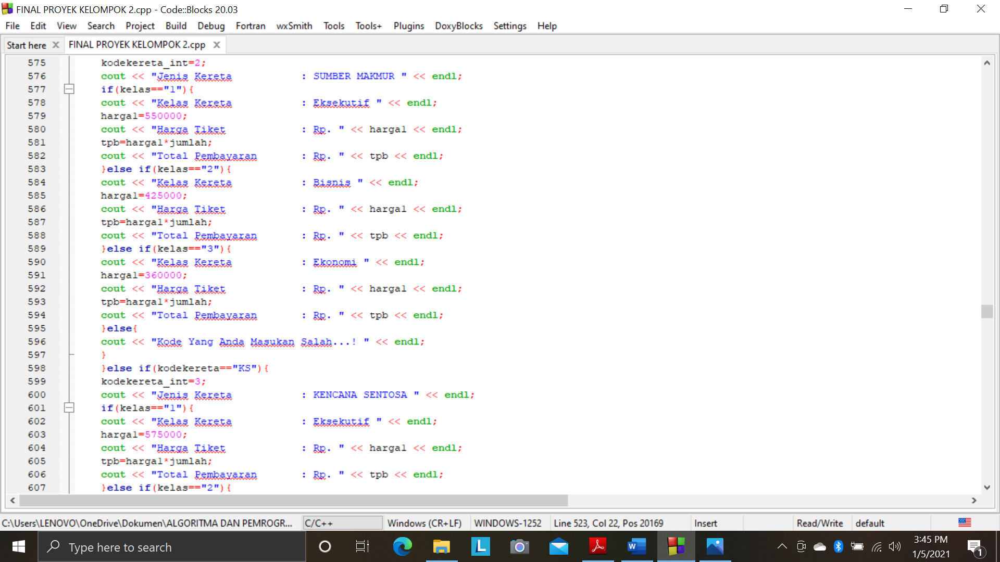 FINAL PROYEK KELOMPOK 2.cpp - Code::Blocks 20.03
File Edit View Search Project Build Debug Fortran wxSmith Tools Tools+ Plugins DoxyBlocks Settings Help
Start here FINAL PROYEK KELOMPOK 2.cpp
575 kodekereta_int=2;
576 cout << "Jenis Kereta : SUMBER MAKMUR " << endl;
577 if(kelas=="1"){
578 cout << "Kelas Kereta : Eksekutif " << endl;
579 harga1=550000;
580 cout << "Harga Tiket : Rp. " << harga1 << endl;
581 tpb=harga1*jumlah;
582 cout << "Total Pembayaran : Rp. " << tpb << endl;
583 }else if(kelas=="2"){
584 cout << "Kelas Kereta : Bisnis " << endl;
585 harga1=425000;
586 cout << "Harga Tiket : Rp. " << harga1 << endl;
587 tpb=harga1*jumlah;
588 cout << "Total Pembayaran : Rp. " << tpb << endl;
589 }else if(kelas=="3"){
590 cout << "Kelas Kereta : Ekonomi " << endl;
591 harga1=360000;
592 cout << "Harga Tiket : Rp. " << harga1 << endl;
593 tpb=harga1*jumlah;
594 cout << "Total Pembayaran : Rp. " << tpb << endl;
595 }else{
596 cout << "Kode Yang Anda Masukan Salah...! " << endl;
597 }
598 }else if(kodekereta=="KS"){
599 kodekereta_int=3;
600 cout << "Jenis Kereta : KENCANA SENTOSA " << endl;
601 if(kelas=="1"){
602 cout << "Kelas Kereta : Eksekutif " << endl;
603 harga1=575000;
604 cout << "Harga Tiket : Rp. " << harga1 << endl;
605 tpb=harga1*jumlah;
606 cout << "Total Pembayaran : Rp. " << tpb << endl;
607 }else if(kelas=="2"){
C:\Users\LENOVO\OneDrive\Dokumen\ALGORITMA DAN PEMROGR... C/C++ Windows (CR+LF) WINDOWS-1252 Line 523, Col 22, Pos 20169 Insert Read/Write default
Type here to search
3:45 PM
1/5/2021
1